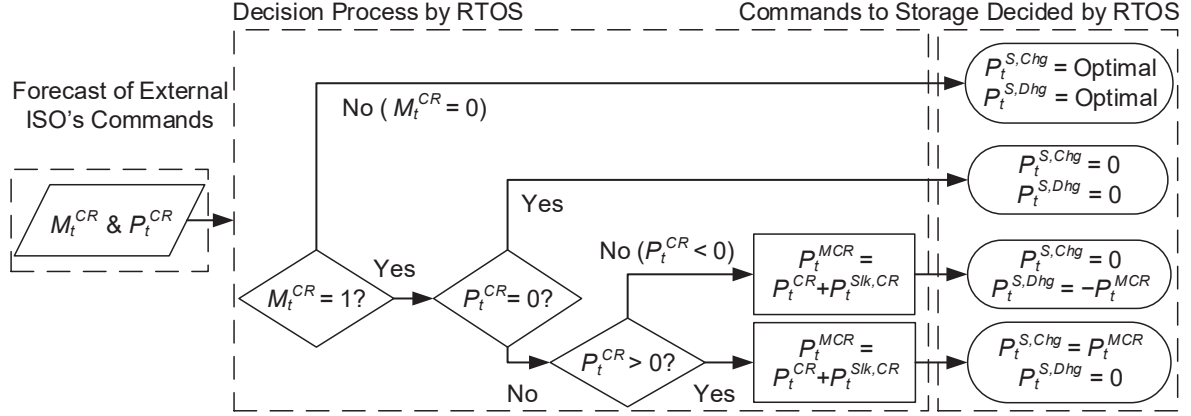 Decision Process by RTOS
Commands to Storage Decided by RTOS
Forecast of External
ISO's Commands
M_t^{CR} & P_t^{CR}
No ( M_t^{CR} = 0)
P_t^{S,Chg} = Optimal
P_t^{S,Dhg} = Optimal
Yes
P_t^{S,Chg} = 0
P_t^{S,Dhg} = 0
M_t^{CR} = 1?
Yes
P_t^{CR} = 0?
No (P_t^{CR} < 0)
P_t^{MCR} =
P_t^{CR}+P_t^{Slk,CR}
P_t^{S,Chg} = 0
P_t^{S,Dhg} = −P_t^{MCR}
No
P_t^{CR} > 0?
Yes
P_t^{MCR} =
P_t^{CR}+P_t^{Slk,CR}
P_t^{S,Chg} = P_t^{MCR}
P_t^{S,Dhg} = 0